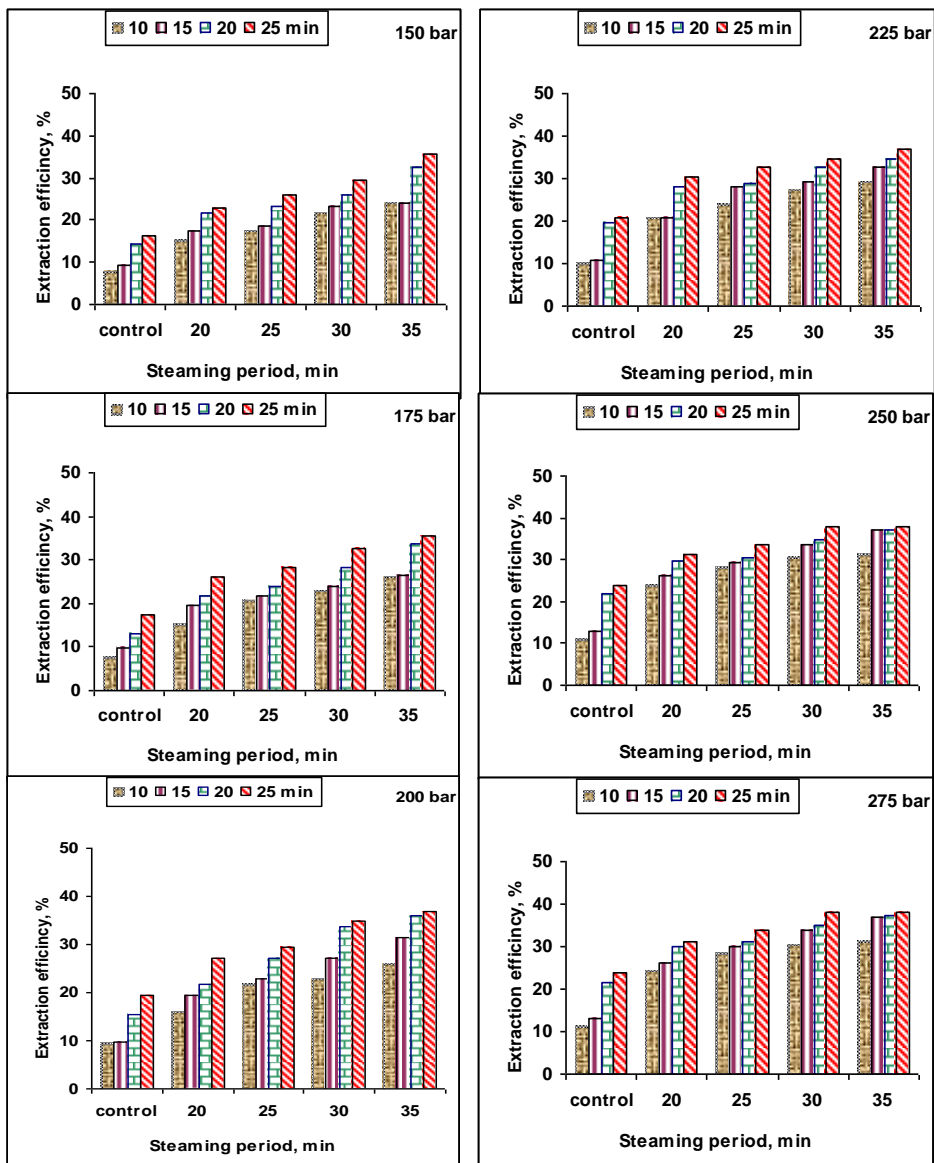 10 15 20 25 min
150 bar
Extraction efficincy, %
50
40
30
20
10
0
control 20 25 30 35
Steaming period, min
10 15 20 25 min
225 bar
Extraction efficincy, %
50
40
30
20
10
0
control 20 25 30 35
Steaming period, min
10 15 20 25 min
175 bar
Extraction efficincy, %
50
40
30
20
10
0
control 20 25 30 35
Steaming period, min
10 15 20 25 min
250 bar
Extraction efficincy, %
50
40
30
20
10
0
control 20 25 30 35
Steaming period, min
10 15 20 25 min
200 bar
Extraction efficincy, %
50
40
30
20
10
0
control 20 25 30 35
Steaming period, min
10 15 20 25 min
275 bar
Extraction efficincy, %
50
40
30
20
10
0
control 20 25 30 35
Steaming period, min